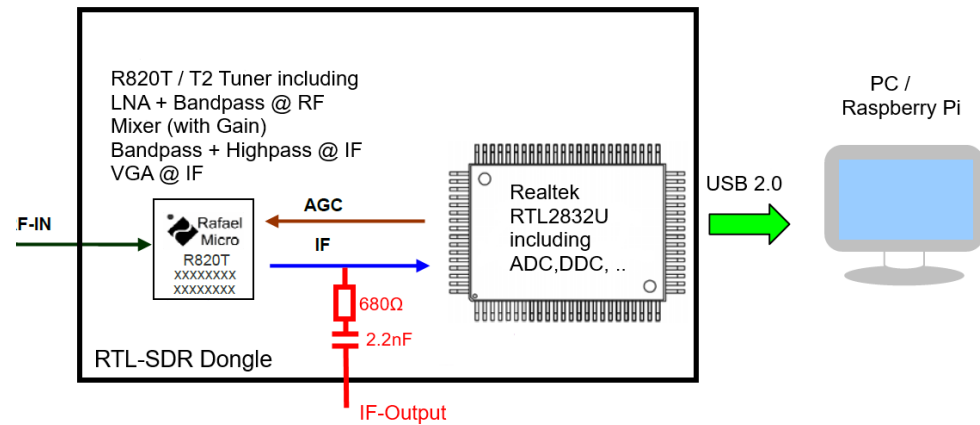 R820T / T2 Tuner including
LNA + Bandpass @ RF
Mixer (with Gain)
Bandpass + Highpass @ IF
VGA @ IF
PC /
Raspberry Pi
F-IN
Rafael
Micro
R820T
XXXXXXXX
XXXXXXXX
AGC
IF
Realtek
RTL2832U
including
ADC,DDC, ..
USB 2.0
680Ω
2.2nF
RTL-SDR Dongle
IF-Output